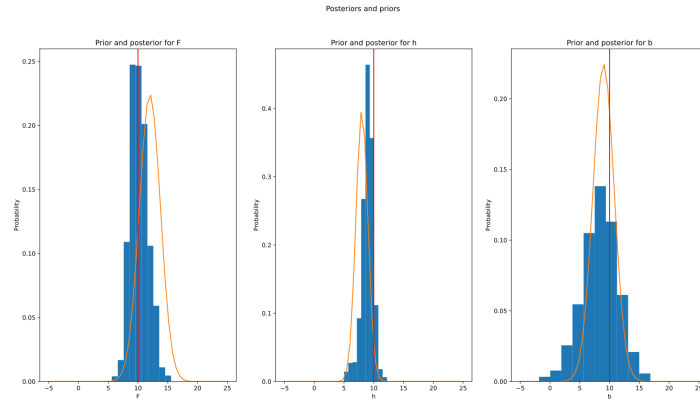 Posteriors and priors
Prior and posterior for F
Prior and posterior for h
Prior and posterior for b
Probability
0.25
0.20
0.15
0.10
0.05
0.00
−5 0 5 10 15 20 25
F
Probability
0.4
0.3
0.2
0.1
0.0
−5 0 5 10 15 20 25
h
Probability
0.20
0.15
0.10
0.05
0.00
−5 0 5 10 15 20 25
b